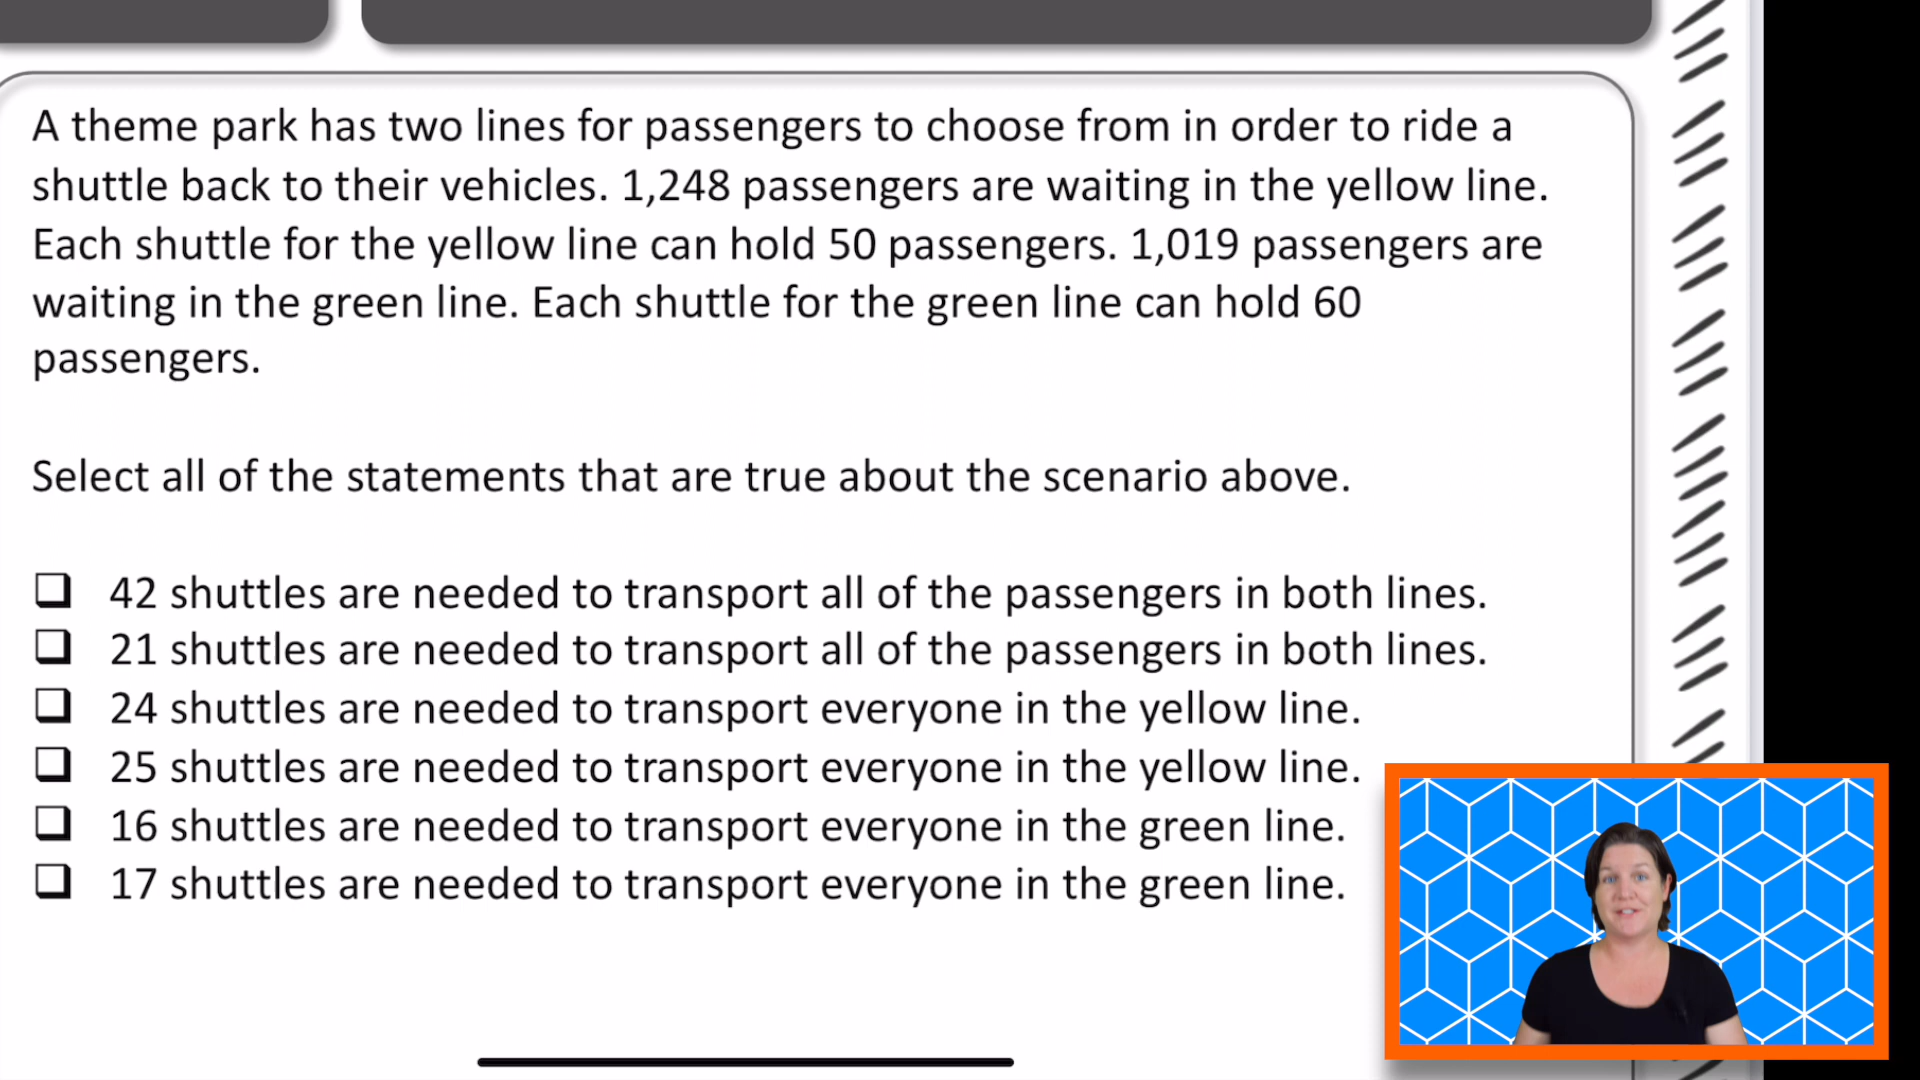 A theme park has two lines for passengers to choose from in order to ride a
shuttle back to their vehicles. 1,248 passengers are waiting in the yellow line.
Each shuttle for the yellow line can hold 50 passengers. 1,019 passengers are
waiting in the green line. Each shuttle for the green line can hold 60
passengers.
Select all of the statements that are true about the scenario above.
❑ 42 shuttles are needed to transport all of the passengers in both lines.
❑ 21 shuttles are needed to transport all of the passengers in both lines.
❑ 24 shuttles are needed to transport everyone in the yellow line.
❑ 25 shuttles are needed to transport everyone in the yellow line.
❑ 16 shuttles are needed to transport everyone in the green line.
❑ 17 shuttles are needed to transport everyone in the green line.